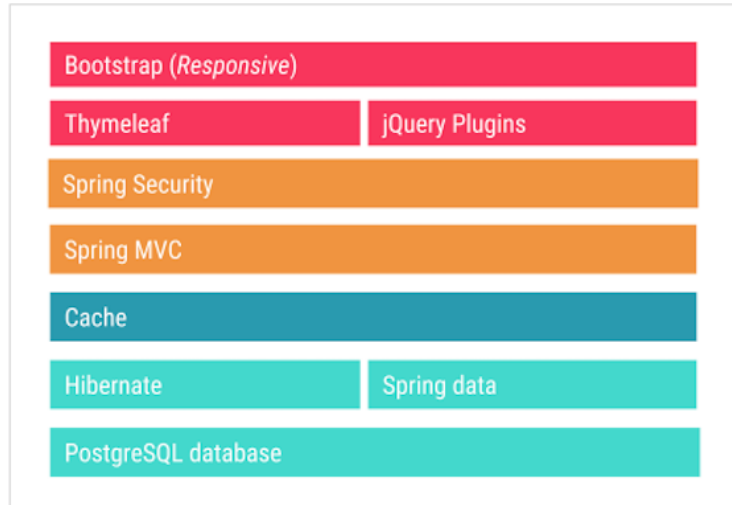 Bootstrap (Responsive)
Thymeleaf
jQuery Plugins
Spring Security
Spring MVC
Cache
Hibernate
Spring data
PostgreSQL database